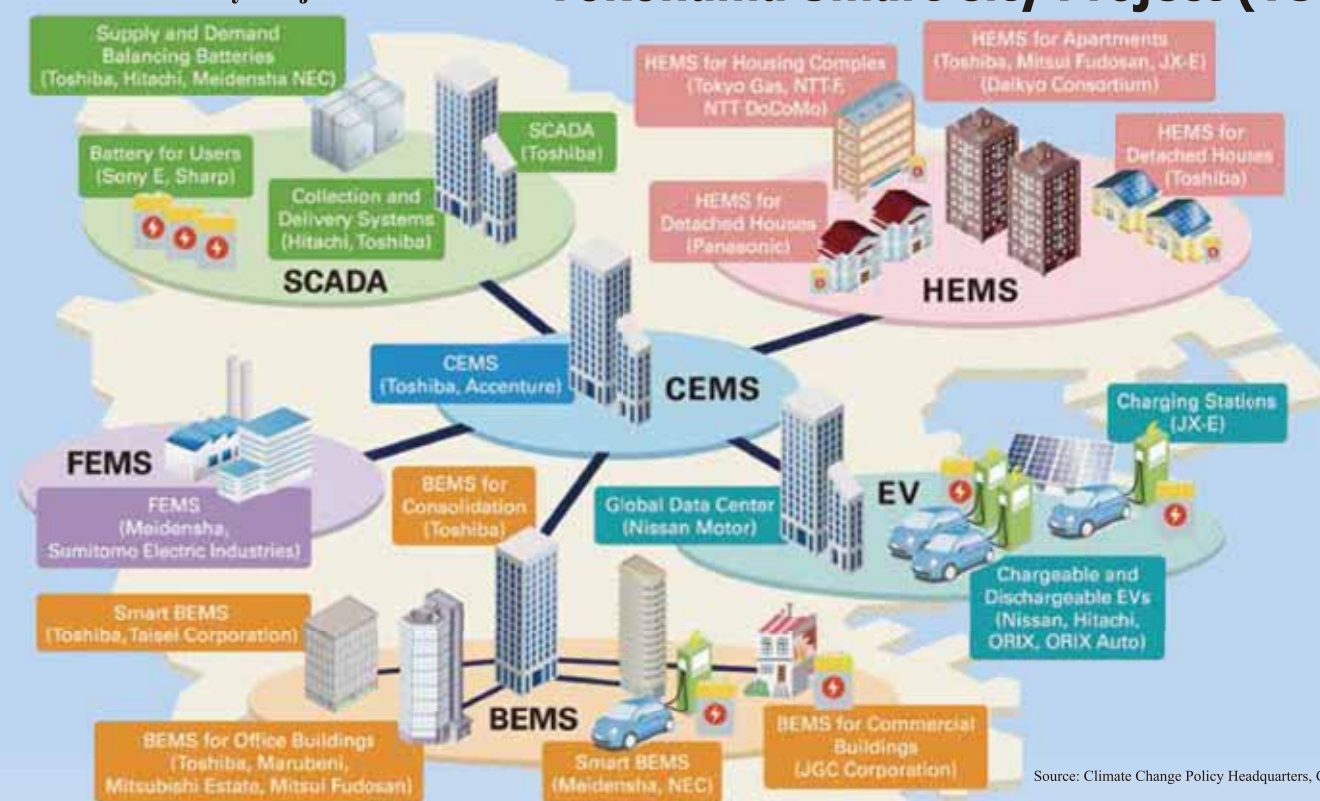 Supply and Demand
Balancing Batteries
(Toshiba, Hitachi, Meidensha NEC)
Battery for Users
(Sony E, Sharp)
Collection and
Delivery Systems
(Hitachi, Toshiba)
SCADA
(Toshiba)
SCADA
HEMS for Housing Complex
(Tokyo Gas, NTT-F,
NTT DoCoMo)
HEMS for Apartments
(Toshiba, Mitsui Fudosan, JX-E)
(Daikyo Consortium)
HEMS for
Detached Houses
(Toshiba)
HEMS for
Detached Houses
(Panasonic)
HEMS
CEMS
(Toshiba, Accenture)
CEMS
FEMS
FEMS
(Meidensha,
Sumitomo Electric Industries)
BEMS for
Consolidation
(Toshiba)
Global Data Center
(Nissan Motor)
EV
Charging Stations
(JX-E)
Chargeable and
Dischargeable EVs
(Nissan, Hitachi,
ORIX, ORIX Auto)
Smart BEMS
(Toshiba, Taisei Corporation)
BEMS
BEMS for Office Buildings
(Toshiba, Marubeni,
Mitsubishi Estate, Mitsui Fudosan)
Smart BEMS
(Meidensha, NEC)
BEMS for Commercial
Buildings
(JGC Corporation)
Source: Climate Change Policy Headquarters,